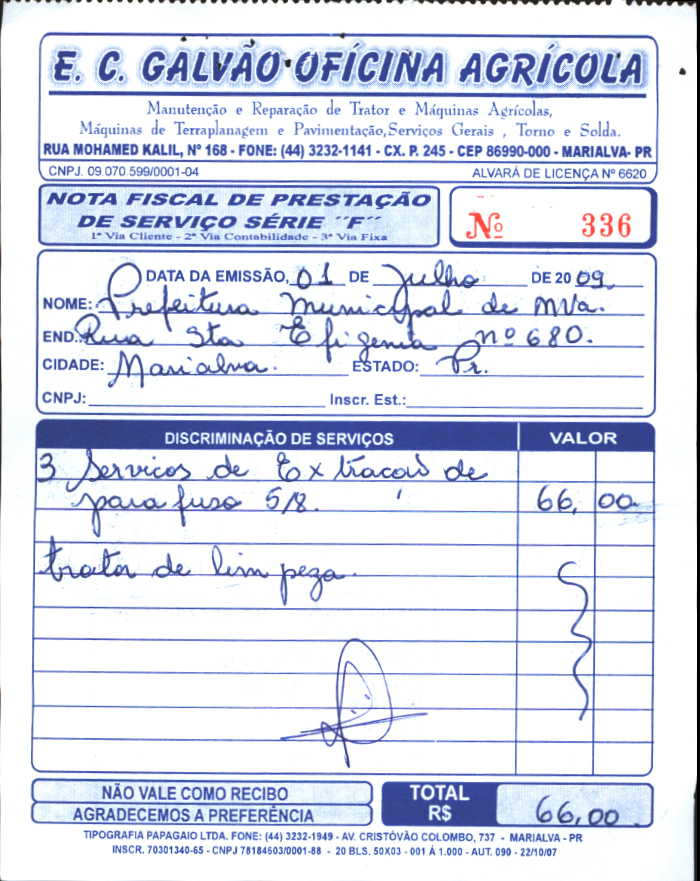 E. C. GALVÃO OFÍCINA AGRÍCOLA
Manutenção e Reparação de Trator e Máquinas Agrícolas,
Máquinas de Terraplanagem e Pavimentação,Serviços Gerais , Torno e Solda.
RUA MOHAMED KALIL, Nº 168 - FONE: (44) 3232-1141 - CX. P. 245 - CEP 86990-000 - MARIALVA- PR
CNPJ. 09.070.599/0001-04 ALVARÁ DE LICENÇA Nº 6620
NOTA FISCAL DE PRESTAÇÃO
DE SERVIÇO SÉRIE ´´F´´
1ª Via Cliente - 2ª Via Contabilidade - 3ª Via Fixa
Nº 336
DATA DA EMISSÃO, 01 DE Julho DE 2009
NOME: Prefeitura Municipal de MVa.
END.: Rua Sta Efigenia nº 680.
CIDADE: Marialva. ESTADO: Pr.
CNPJ: Inscr. Est.:
DISCRIMINAÇÃO DE SERVIÇOS VALOR
3 Servicos de Extracaõ de
parafuso 5/8. 66,00
trator de limpeza.
NÃO VALE COMO RECIBO
AGRADECEMOS A PREFERÊNCIA
TOTAL
R$ 66,00
TIPOGRAFIA PAPAGAIO LTDA. FONE: (44) 3232-1949 - AV. CRISTÓVÃO COLOMBO, 737 - MARIALVA - PR
INSCR. 70301340-65 - CNPJ 78184603/0001-88 - 20 BLS. 50X03 - 001 Á 1.000 - AUT. 090 - 22/10/07